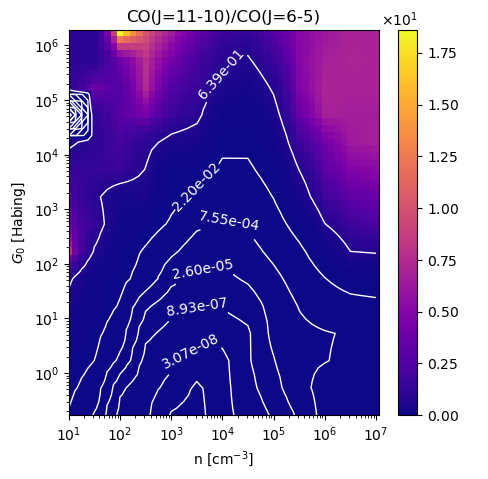 CO(J=11-10)/CO(J=6-5)
×10¹
10⁶
10⁵
10⁴
10³
10²
10¹
10⁰
G₀ [Habing]
6.39e-01
2.20e-02
7.55e-04
2.60e-05
8.93e-07
3.07e-08
1.75
1.50
1.25
1.00
0.75
0.50
0.25
0.00
10¹ 10² 10³ 10⁴ 10⁵ 10⁶ 10⁷
n [cm⁻³]